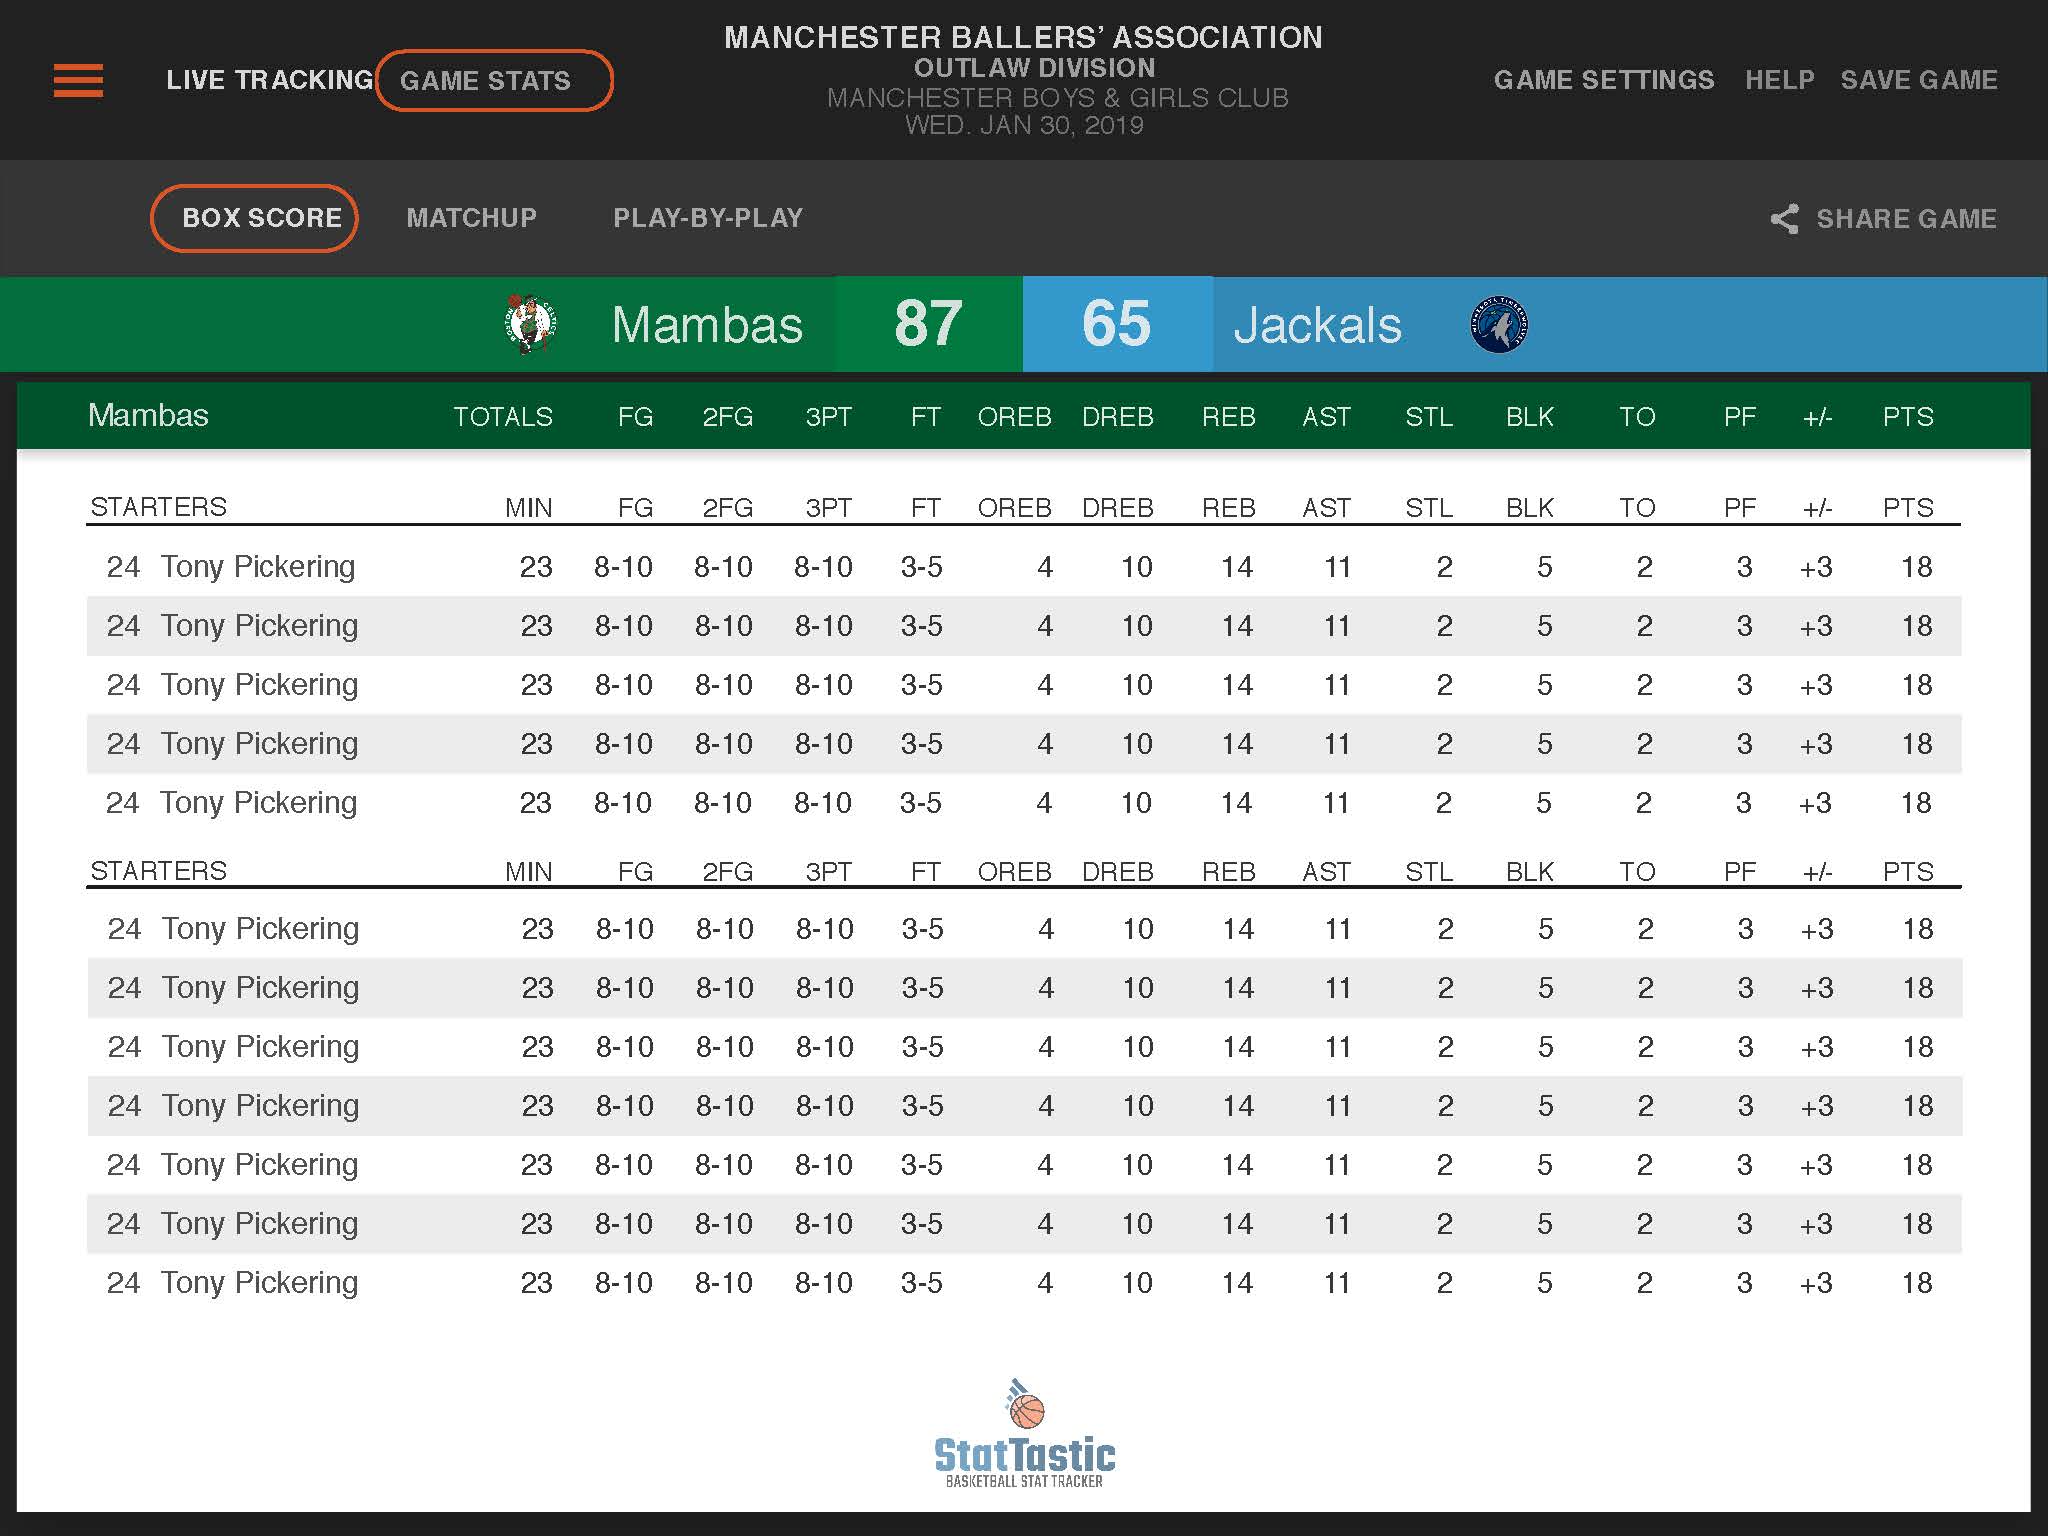 MANCHESTER BALLERS’ ASSOCIATION
OUTLAW DIVISION
MANCHESTER BOYS & GIRLS CLUB
WED. JAN 30, 2019
LIVE TRACKING GAME STATS
GAME SETTINGS HELP SAVE GAME
BOX SCORE MATCHUP PLAY-BY-PLAY SHARE GAME
Mambas 87 65 Jackals
Mambas TOTALS FG 2FG 3PT FT OREB DREB REB AST STL BLK TO PF +/- PTS
STARTERS MIN FG 2FG 3PT FT OREB DREB REB AST STL BLK TO PF +/- PTS
24 Tony Pickering 23 8-10 8-10 8-10 3-5 4 10 14 11 2 5 2 3 +3 18
24 Tony Pickering 23 8-10 8-10 8-10 3-5 4 10 14 11 2 5 2 3 +3 18
24 Tony Pickering 23 8-10 8-10 8-10 3-5 4 10 14 11 2 5 2 3 +3 18
24 Tony Pickering 23 8-10 8-10 8-10 3-5 4 10 14 11 2 5 2 3 +3 18
24 Tony Pickering 23 8-10 8-10 8-10 3-5 4 10 14 11 2 5 2 3 +3 18
STARTERS MIN FG 2FG 3PT FT OREB DREB REB AST STL BLK TO PF +/- PTS
24 Tony Pickering 23 8-10 8-10 8-10 3-5 4 10 14 11 2 5 2 3 +3 18
24 Tony Pickering 23 8-10 8-10 8-10 3-5 4 10 14 11 2 5 2 3 +3 18
24 Tony Pickering 23 8-10 8-10 8-10 3-5 4 10 14 11 2 5 2 3 +3 18
24 Tony Pickering 23 8-10 8-10 8-10 3-5 4 10 14 11 2 5 2 3 +3 18
24 Tony Pickering 23 8-10 8-10 8-10 3-5 4 10 14 11 2 5 2 3 +3 18
24 Tony Pickering 23 8-10 8-10 8-10 3-5 4 10 14 11 2 5 2 3 +3 18
24 Tony Pickering 23 8-10 8-10 8-10 3-5 4 10 14 11 2 5 2 3 +3 18
StatTastic
BASKETBALL STAT TRACKER